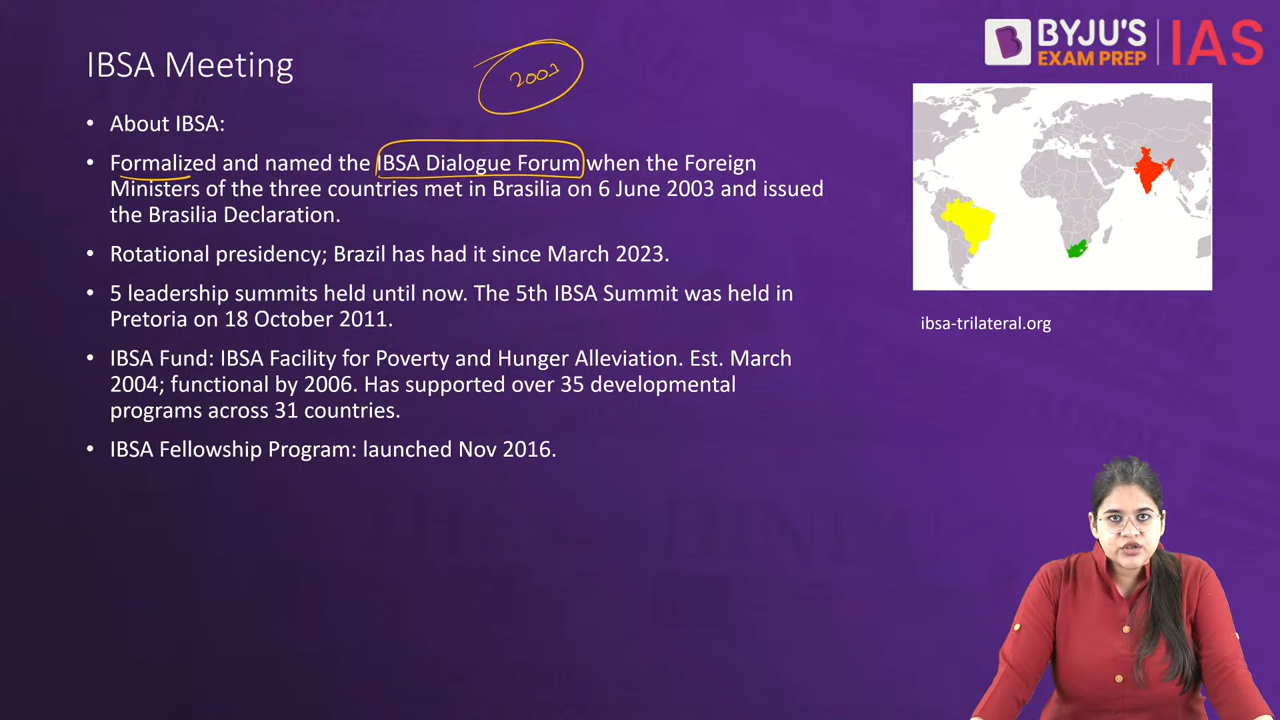 IBSA Meeting
2003
BYJU'S
EXAM PREP
IAS
• About IBSA:
• Formalized and named the IBSA Dialogue Forum when the Foreign
Ministers of the three countries met in Brasilia on 6 June 2003 and issued
the Brasilia Declaration.
• Rotational presidency; Brazil has had it since March 2023.
• 5 leadership summits held until now. The 5th IBSA Summit was held in
Pretoria on 18 October 2011.
• IBSA Fund: IBSA Facility for Poverty and Hunger Alleviation. Est. March
2004; functional by 2006. Has supported over 35 developmental
programs across 31 countries.
• IBSA Fellowship Program: launched Nov 2016.
ibsa-trilateral.org